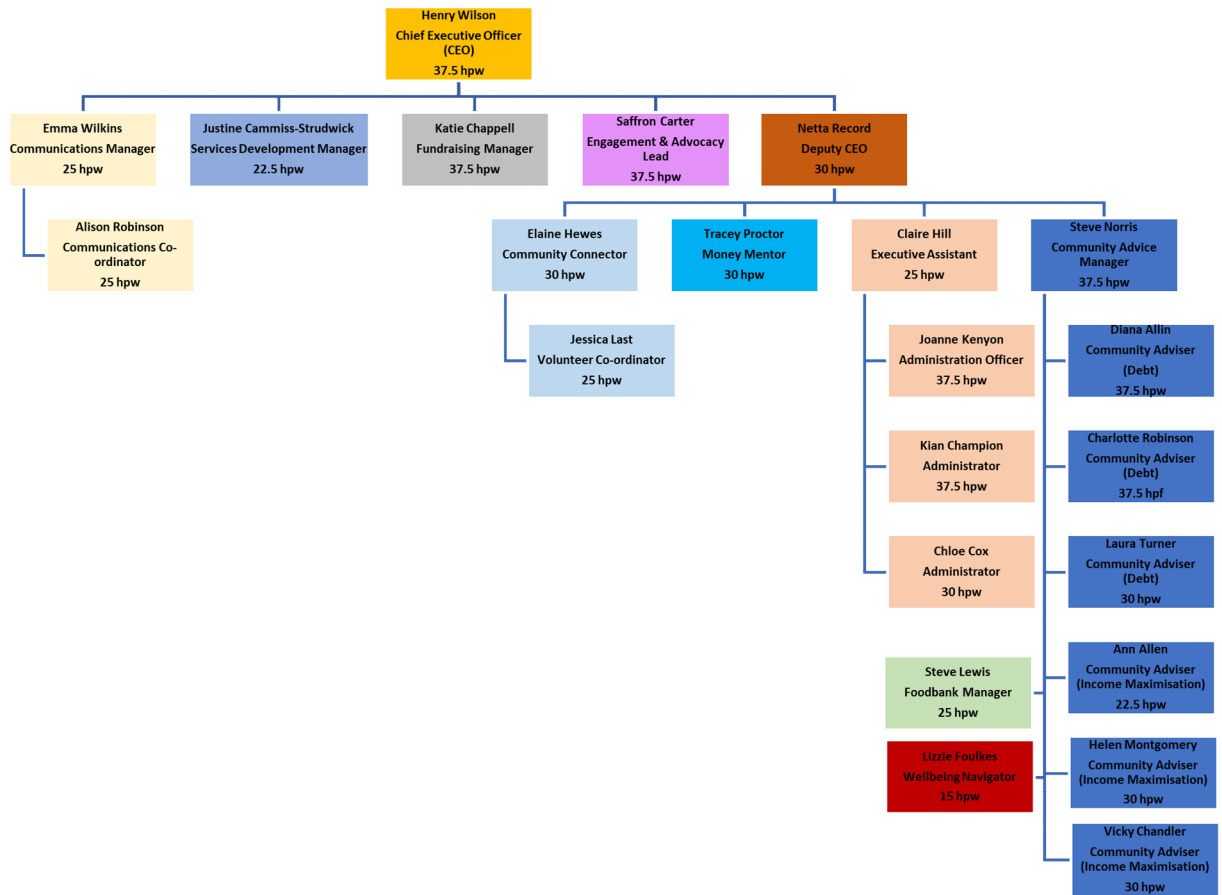 Henry Wilson
Chief Executive Officer
(CEO)
37.5 hpw
Emma Wilkins
Communications Manager
25 hpw
Justine Cammiss-Strudwick
Services Development Manager
22.5 hpw
Katie Chappell
Fundraising Manager
37.5 hpw
Saffron Carter
Engagement & Advocacy
Lead
37.5 hpw
Netta Record
Deputy CEO
30 hpw
Alison Robinson
Communications Co-
ordinator
25 hpw
Elaine Hewes
Community Connector
30 hpw
Tracey Proctor
Money Mentor
30 hpw
Claire Hill
Executive Assistant
25 hpw
Steve Norris
Community Advice
Manager
37.5 hpw
Jessica Last
Volunteer Co-ordinator
25 hpw
Joanne Kenyon
Administration Officer
37.5 hpw
Diana Allin
Community Adviser
(Debt)
37.5 hpw
Kian Champion
Administrator
37.5 hpw
Charlotte Robinson
Community Adviser
(Debt)
37.5 hpf
Chloe Cox
Administrator
30 hpw
Laura Turner
Community Adviser
(Debt)
30 hpw
Steve Lewis
Foodbank Manager
25 hpw
Ann Allen
Community Adviser
(Income Maximisation)
22.5 hpw
Lizzie Foulkes
Wellbeing Navigator
15 hpw
Helen Montgomery
Community Adviser
(Income Maximisation)
30 hpw
Vicky Chandler
Community Adviser
(Income Maximisation)
30 hpw